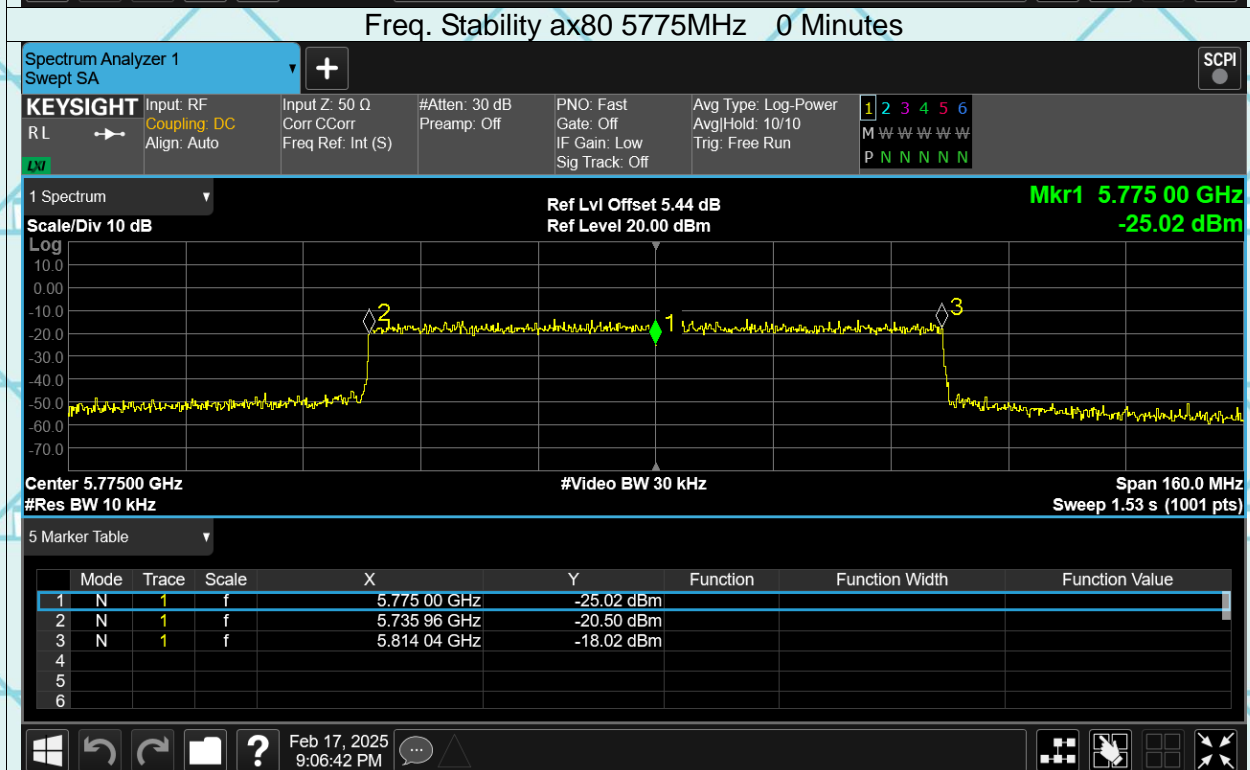 Freq. Stability ax80 5775MHz 0 Minutes
Spectrum Analyzer 1
Swept SA
+
SCPI
KEYSIGHT
R L
LXI
Input: RF
Coupling: DC
Align: Auto
Input Z: 50 Ω
Corr CCorr
Freq Ref: Int (S)
#Atten: 30 dB
Preamp: Off
PNO: Fast
Gate: Off
IF Gain: Low
Sig Track: Off
Avg Type: Log-Power
Avg|Hold: 10/10
Trig: Free Run
1 2 3 4 5 6
M W W W W W W
P N N N N N
1 Spectrum
Scale/Div 10 dB
Ref Lvl Offset 5.44 dB
Ref Level 20.00 dBm
Mkr1 5.775 00 GHz
-25.02 dBm
Log
10.0
0.00
-10.0
-20.0
-30.0
-40.0
-50.0
-60.0
-70.0
2
1
3
Center 5.77500 GHz
#Video BW 30 kHz
Span 160.0 MHz
#Res BW 10 kHz
Sweep 1.53 s (1001 pts)
5 Marker Table
Mode Trace Scale X Y Function Function Width Function Value
1 N 1 f 5.775 00 GHz -25.02 dBm
2 N 1 f 5.735 96 GHz -20.50 dBm
3 N 1 f 5.814 04 GHz -18.02 dBm
4
5
6
?
Feb 17, 2025
9:06:42 PM